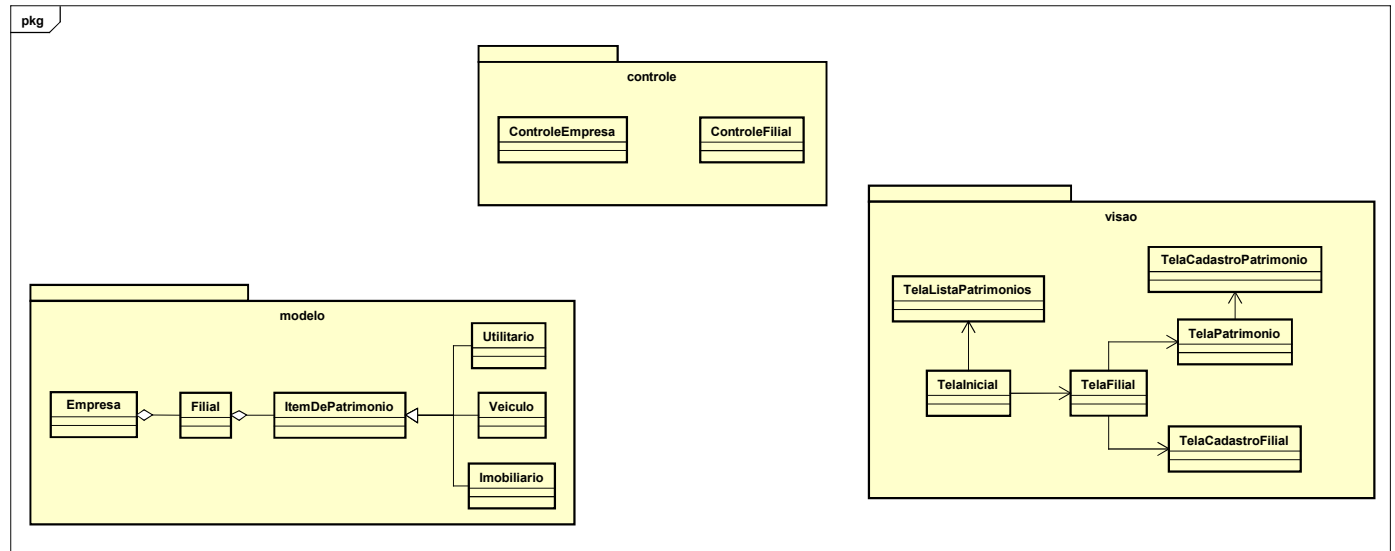 pkg
controle
ControleEmpresa
ControleFilial
visao
TelaCadastroPatrimonio
TelaListaPatrimonios
TelaPatrimonio
TelaInicial
TelaFilial
TelaCadastroFilial
modelo
Utilitario
Empresa
Filial
ItemDePatrimonio
Veiculo
Imobiliario